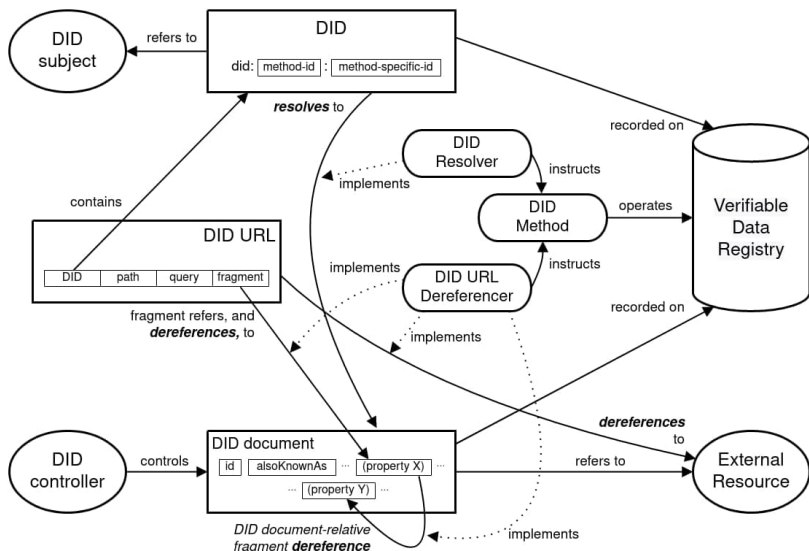 DID
subject
refers to
DID
did: method-id : method-specific-id
resolves to
recorded on
DID
Resolver
implements
instructs
contains
DID
Method
operates
Verifiable
Data
Registry
DID URL
DID path query fragment
implements
DID URL
Dereferencer
instructs
fragment refers, and
dereferences, to
implements
recorded on
dereferences
to
DID
controller
controls
DID document
id alsoKnownAs ... (property X) ...
... (property Y) ...
refers to
External
Resource
DID document-relative
fragment dereference
implements